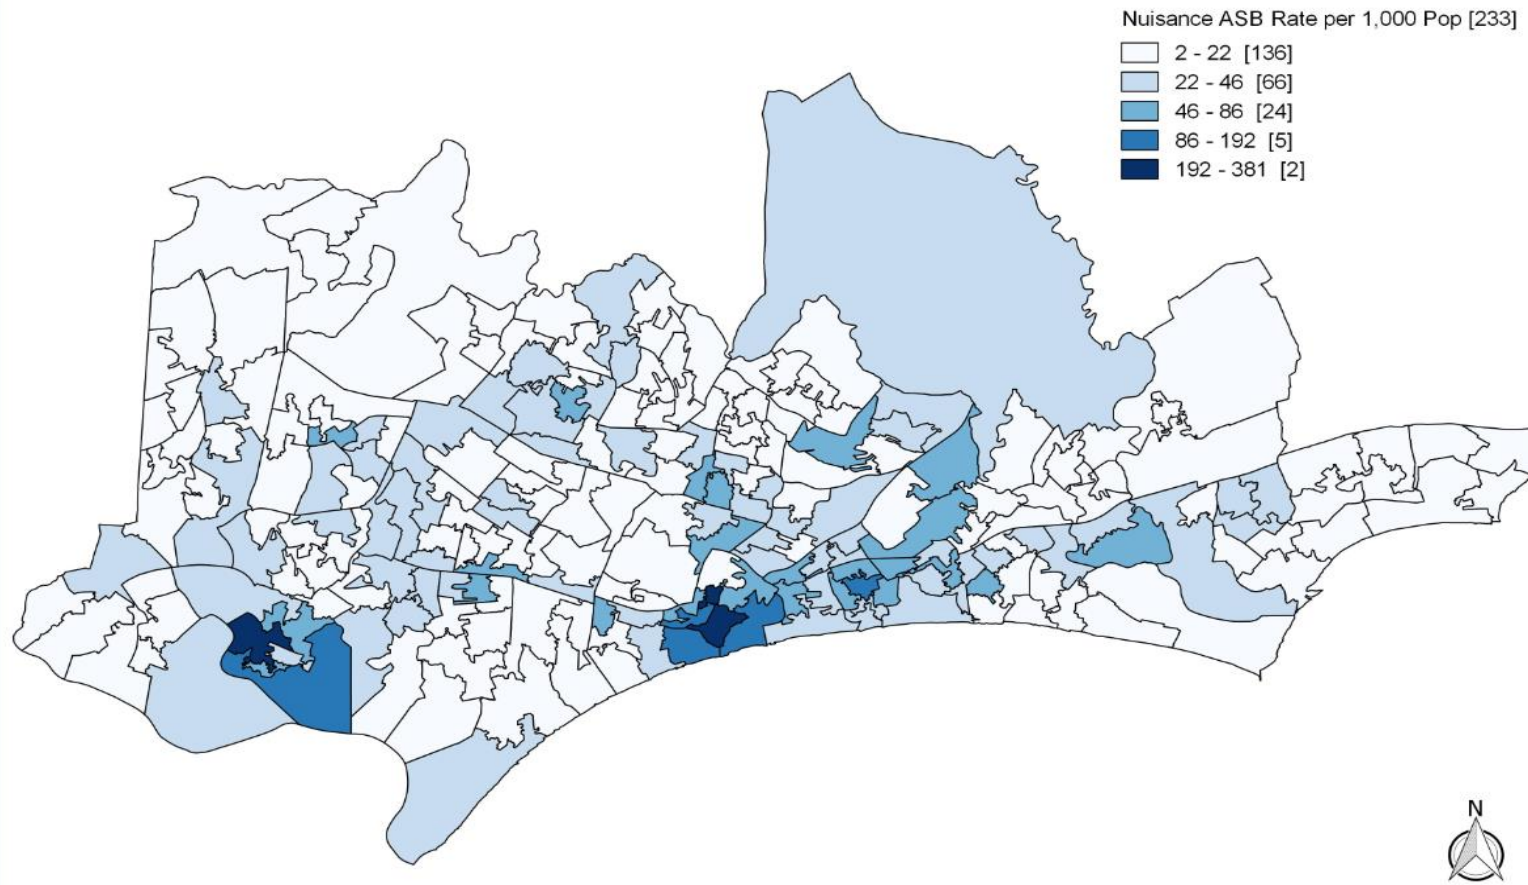 Nuisance ASB Rate per 1,000 Pop [233]
2 - 22 [136]
22 - 46 [66]
46 - 86 [24]
86 - 192 [5]
192 - 381 [2]
N